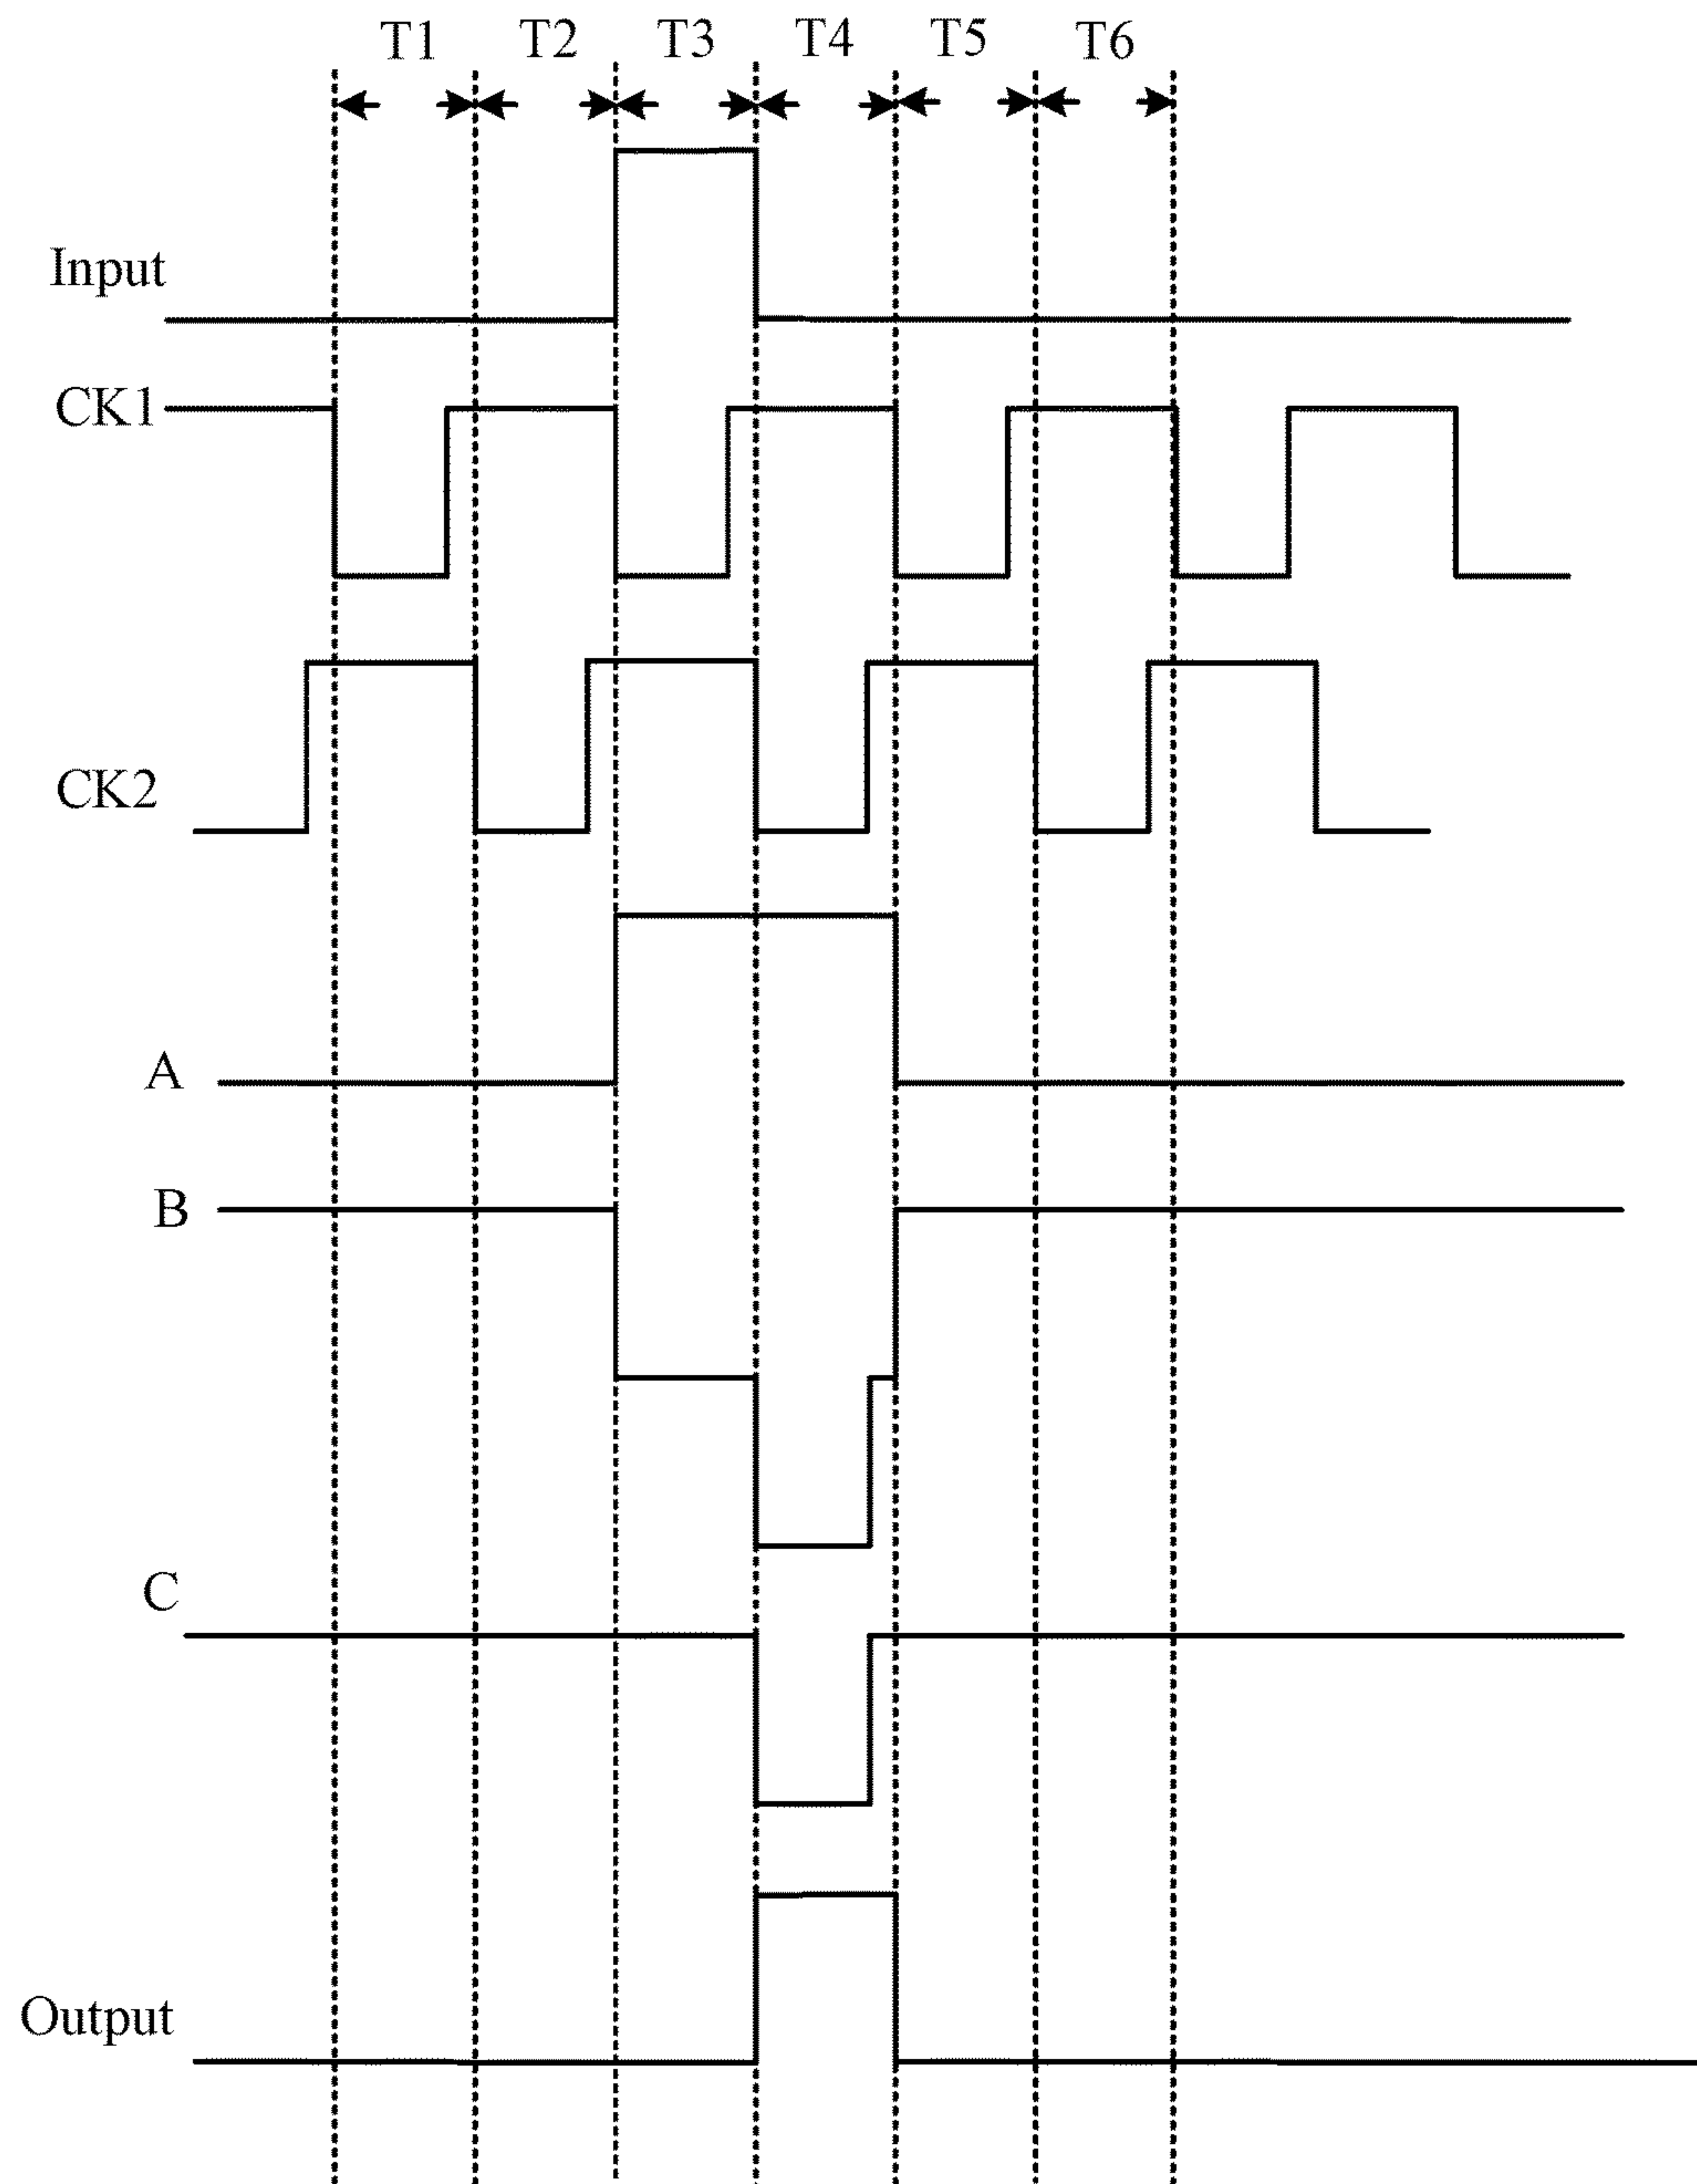 T1 T2 T3 T4 T5 T6
Input
CK1
CK2
A
B
C
Output